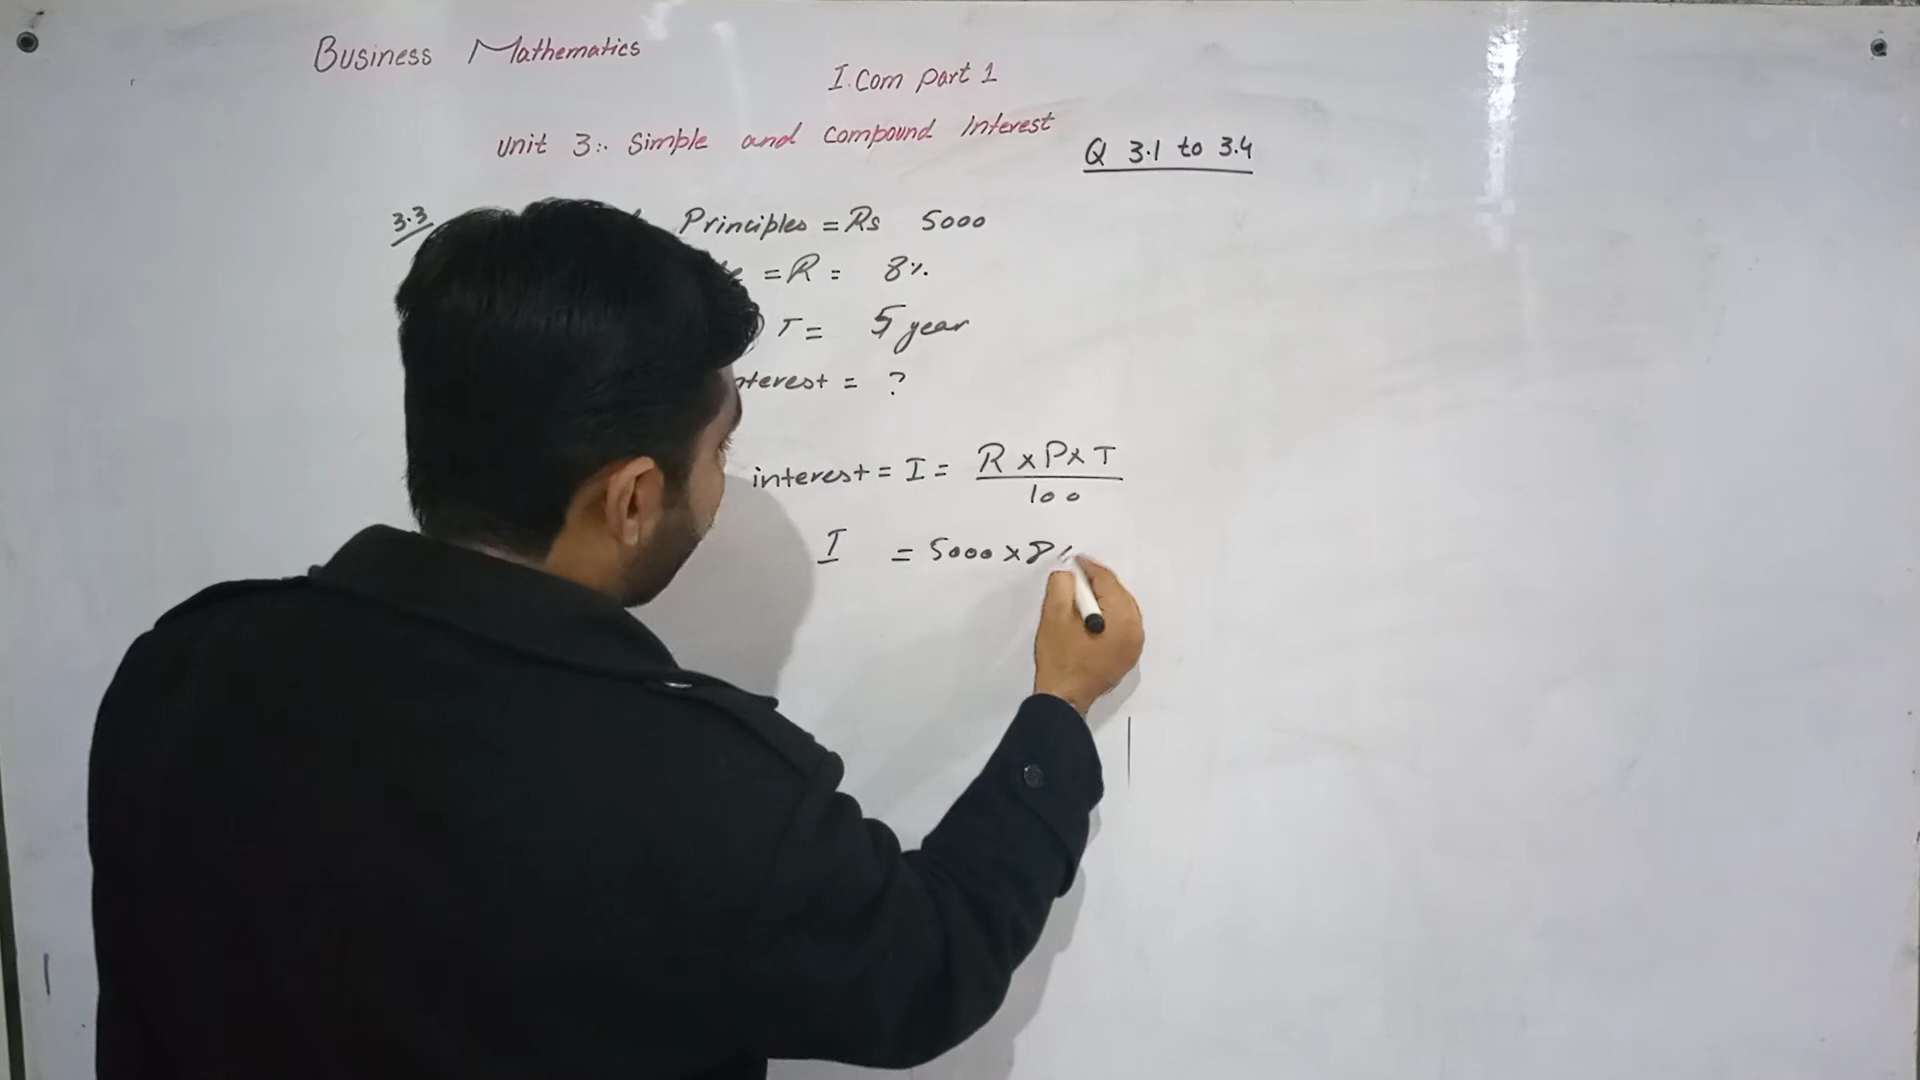 Business Mathematics
I.Com part 1
Unit 3:- Simple and Compound Interest
Q 3.1 to 3.4
3.3
Principles = Rs 5000
= R = 8%
T = 5 year
= ?
interest = I = R x P x T / 100
I = 5000 x 8